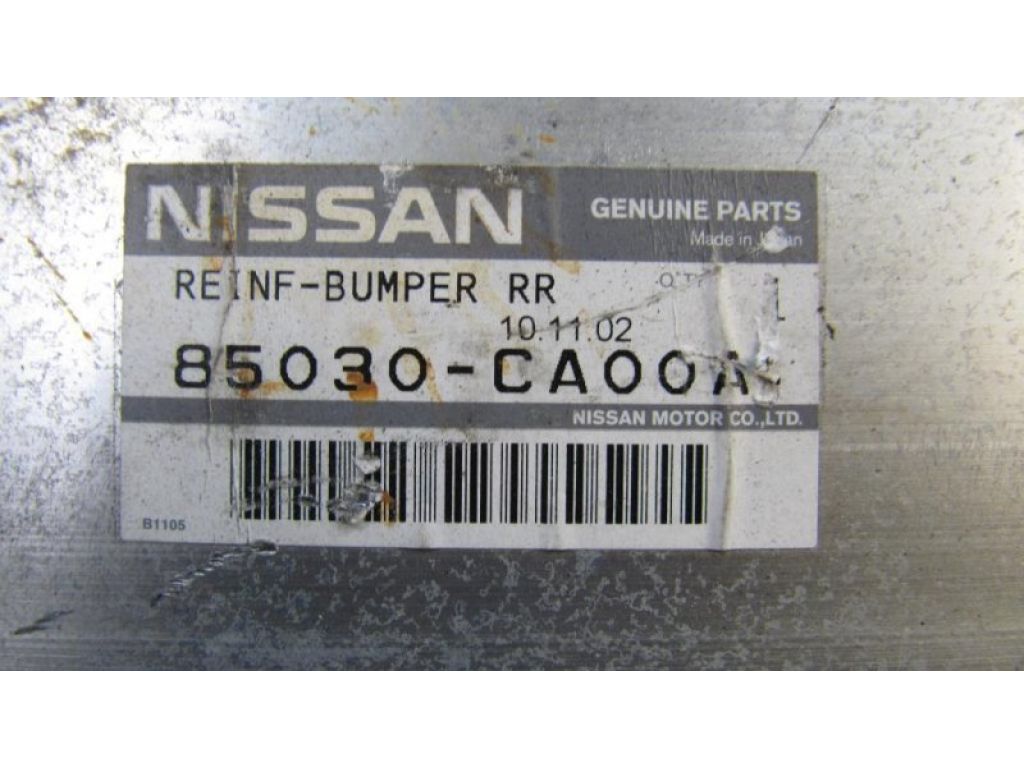 NISSAN
GENUINE PARTS
Made in Japan
REINF-BUMPER RR
10.11.02
85030-CA00A
NISSAN MOTOR CO.,LTD.
B1105